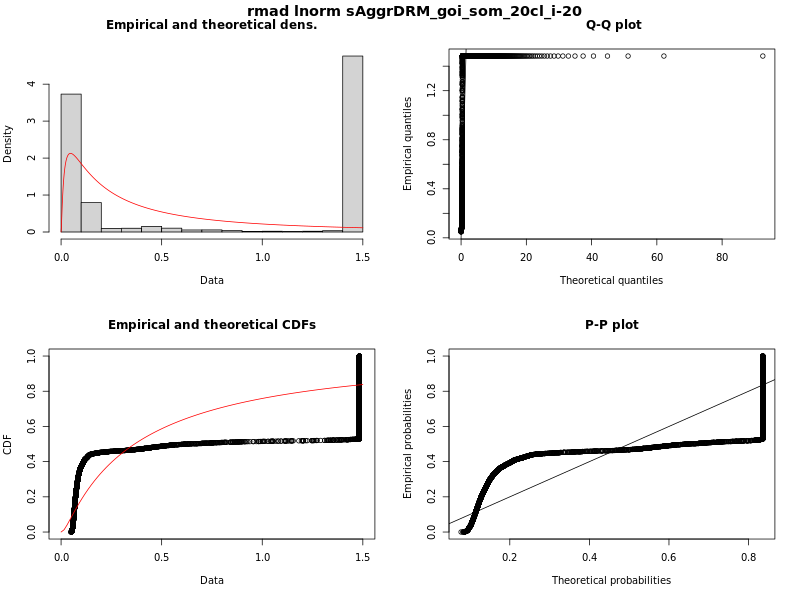 rmad lnorm sAggrDRM_goi_som_20cl_i-20
Empirical and theoretical dens.
Density
0 1 2 3 4
0.0 0.5 1.0 1.5
Data
Q-Q plot
Empirical quantiles
0.0 0.4 0.8 1.2
0 20 40 60 80
Theoretical quantiles
Empirical and theoretical CDFs
CDF
0.0 0.2 0.4 0.6 0.8 1.0
0.0 0.5 1.0 1.5
Data
P-P plot
Empirical probabilities
0.0 0.2 0.4 0.6 0.8 1.0
0.2 0.4 0.6 0.8
Theoretical probabilities